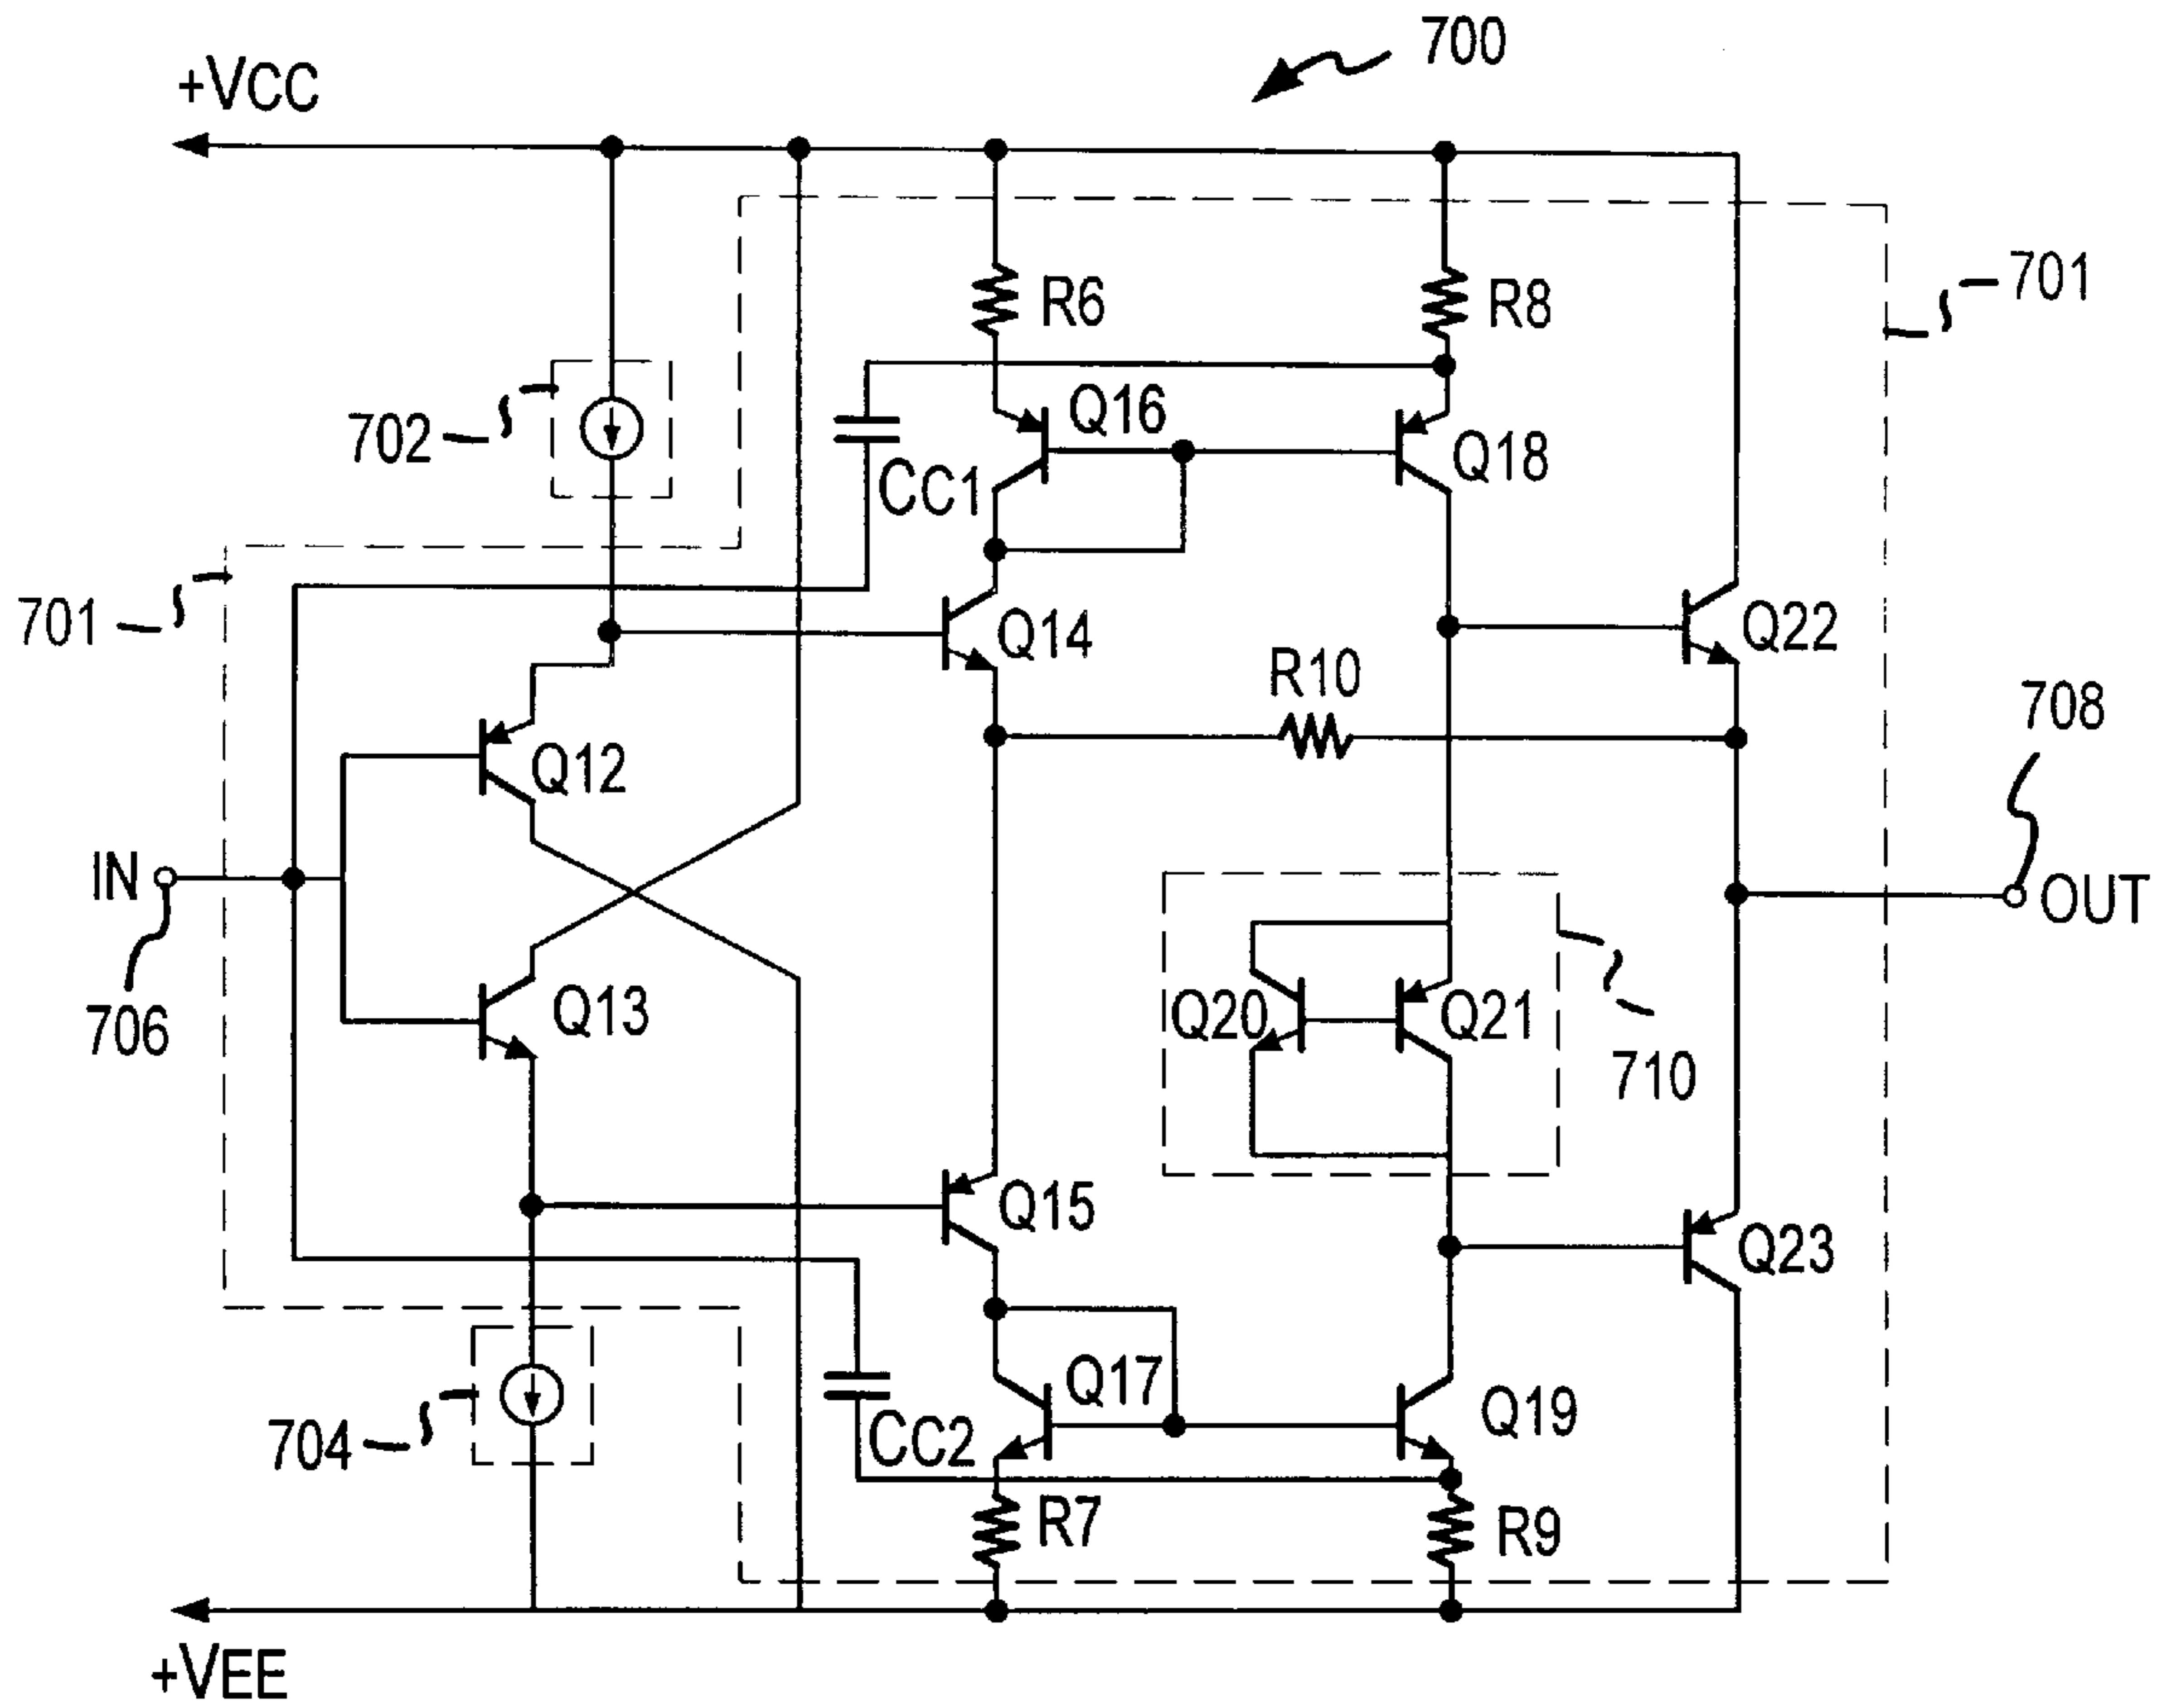 700
+VCC
701
R6
R8
702
Q16
Q18
CC1
701
Q14
Q22
R10
708
Q12
IN
OUT
Q13
Q20
Q21
706
710
Q15
Q23
Q17
Q19
704
CC2
R7
R9
+VEE